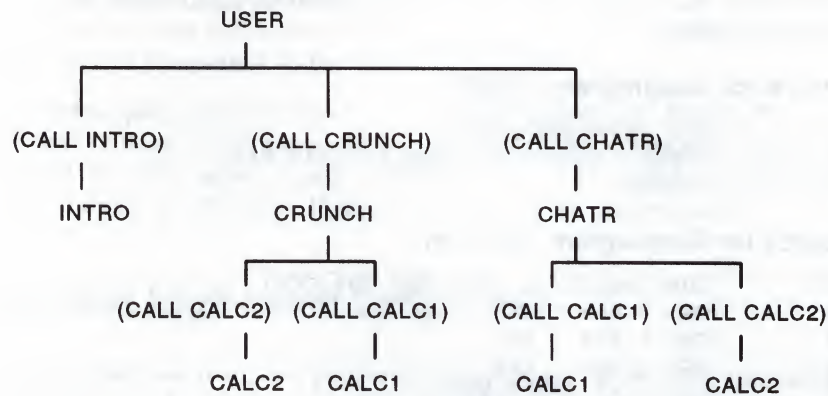 USER
(CALL INTRO) (CALL CRUNCH) (CALL CHATR)
INTRO CRUNCH CHATR
(CALL CALC2) (CALL CALC1) (CALL CALC1) (CALL CALC2)
CALC2 CALC1 CALC1 CALC2